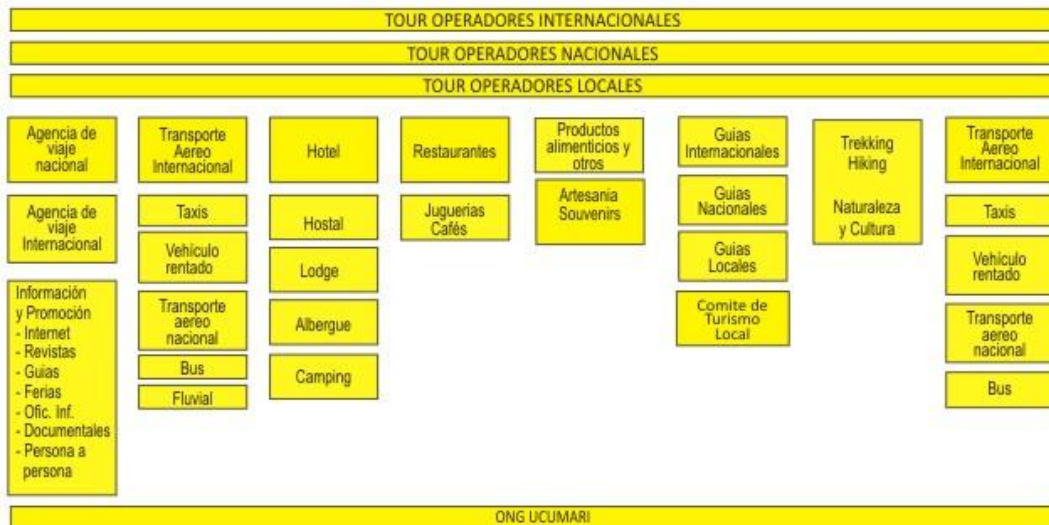 TOUR OPERADORES INTERNACIONALES
TOUR OPERADORES NACIONALES
TOUR OPERADORES LOCALES
Agencia de
viaje
nacional
Agencia de
viaje
Internacional
Información
y Promoción
- Internet
- Revistas
- Guias
- Ferias
- Ofic. Inf.
- Documentales
- Persona a
persona
Transporte
Aereo
Internacional
Taxis
Vehículo
rentado
Transporte
aereo
nacional
Bus
Fluvial
Hotel
Hostal
Lodge
Albergue
Camping
Restaurantes
Juguerias
Cafés
Productos
alimenticios y
otros
Artesania
Souvenirs
Guias
Internacionales
Guias
Nacionales
Guias
Locales
Comite de
Turismo
Local
Trekking
Hiking
Naturaleza
y Cultura
Transporte
Aereo
Internacional
Taxis
Vehículo
rentado
Transporte
aereo
nacional
Bus
ONG UCUMARI